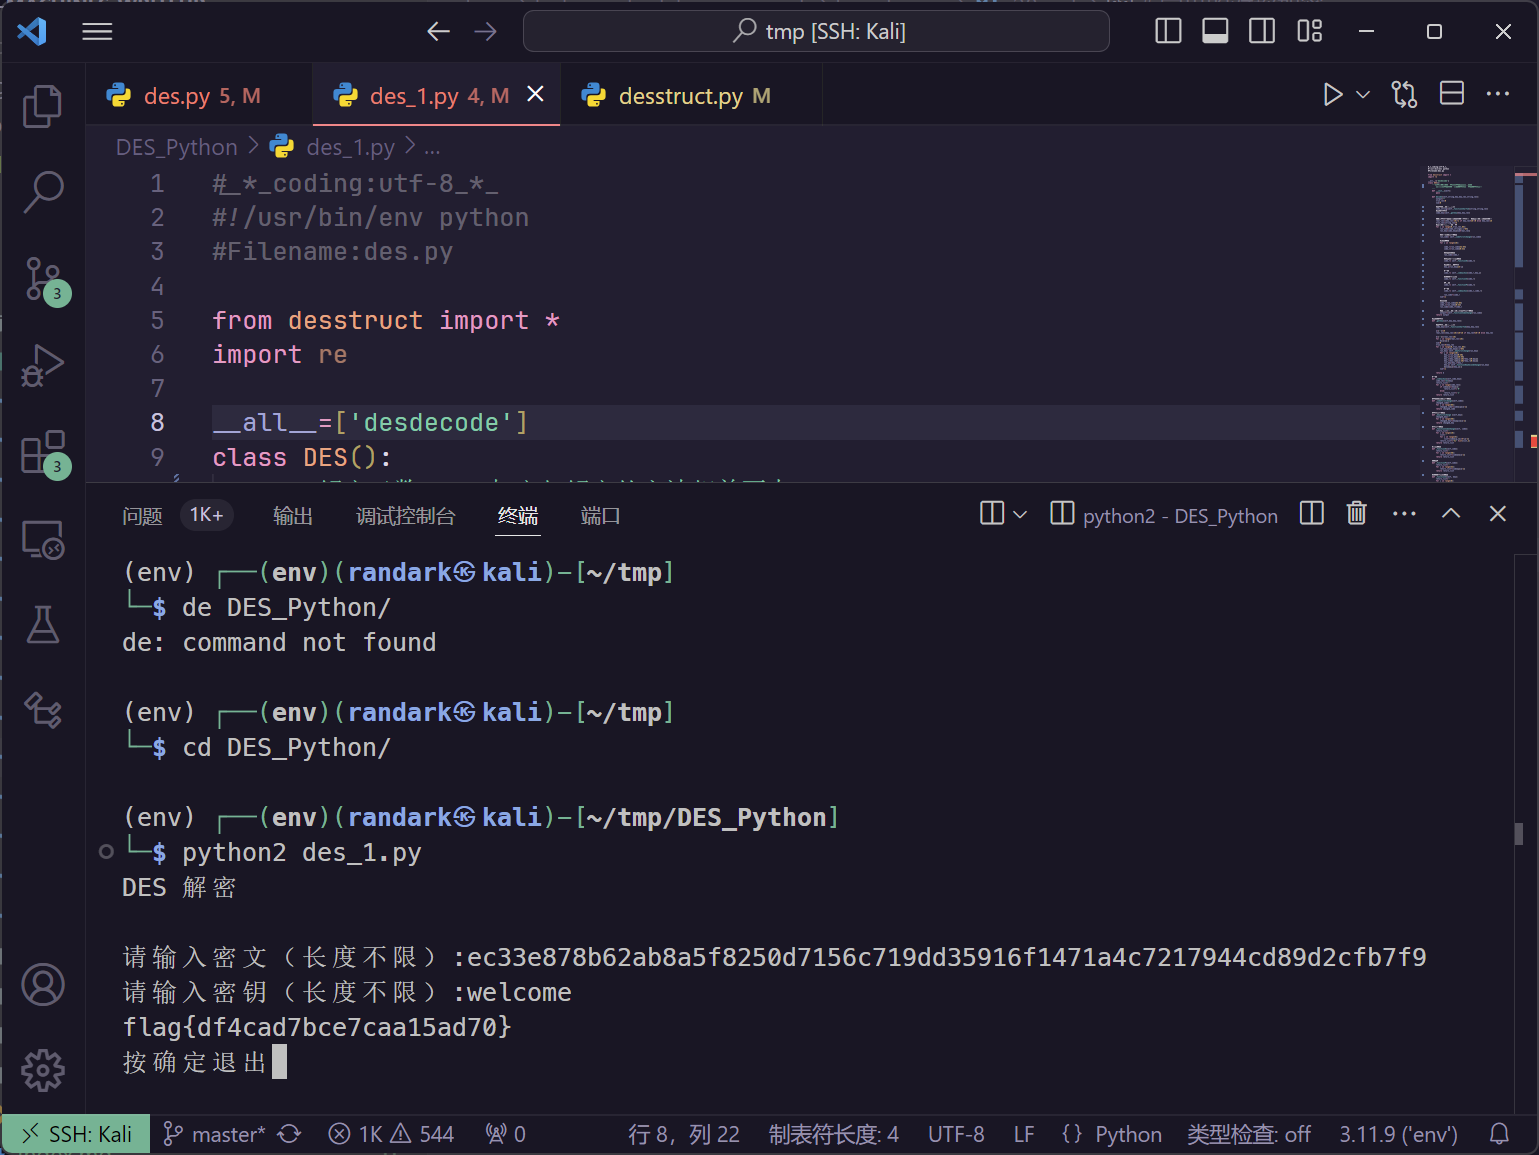 tmp [SSH: Kali]
des.py 5, M
des_1.py 4, M
desstruct.py M
DES_Python > des_1.py > ...
1 #_*_coding:utf-8_*_
2 #!/usr/bin/env python
3 #Filename:des.py
4
5 from desstruct import *
6 import re
7
8 __all__=['desdecode']
9 class DES():
问题 1K+ 输出 调试控制台 终端 端口
python2 - DES_Python
(env) ┌──(env)(randark㉿kali)-[~/tmp]
└─$ de DES_Python/
de: command not found
(env) ┌──(env)(randark㉿kali)-[~/tmp]
└─$ cd DES_Python/
(env) ┌──(env)(randark㉿kali)-[~/tmp/DES_Python]
└─$ python2 des_1.py
DES 解密
请输入密文（长度不限）:ec33e878b62ab8a5f8250d7156c719dd35916f1471a4c7217944cd89d2cfb7f9
请输入密钥（长度不限）:welcome
flag{df4cad7bce7caa15ad70}
按确定退出
3
3
SSH: Kali master* 1K 544 0 行 8，列 22 制表符长度: 4 UTF-8 LF {} Python 类型检查: off 3.11.9 ('env')